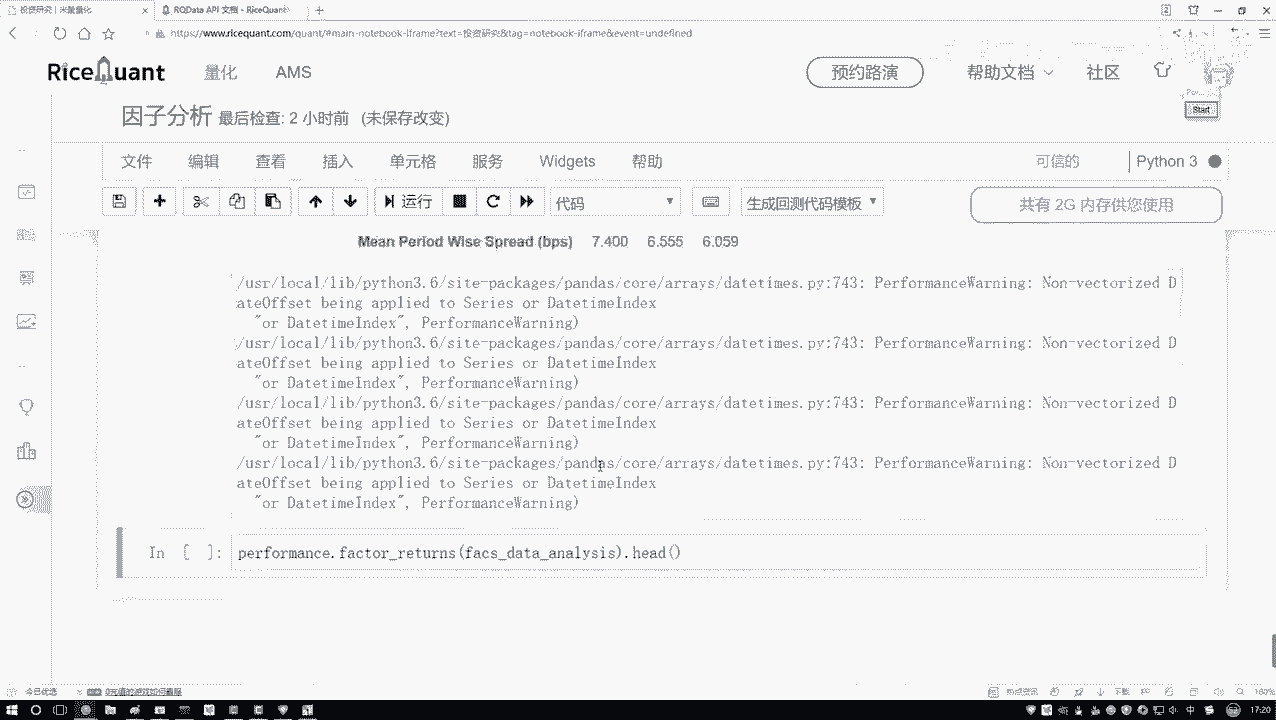 投资研究 | 米筐量化
RQData API 文档 - RiceQuant
https://www.ricequant.com/quant/#main-notebook-iframe?text=投资研究&tag=notebook-iframe&event=undefined
RiceQuant 量化 AMS 预约路演 帮助文档 社区
Start
因子分析 最后检查: 2 小时前 (未保存改变)
文件 编辑 查看 插入 单元格 服务 Widgets 帮助 可信的 Python 3
运行 代码 生成回测代码模板 共有 2G 内存供您使用
Mean Period Wise Spread (bps) 7.400 6.555 6.059
/usr/local/lib/python3.6/site-packages/pandas/core/arrays/datetimes.py:743: PerformanceWarning: Non-vectorized D
ateOffset being applied to Series or DatetimeIndex
"or DatetimeIndex", PerformanceWarning)
/usr/local/lib/python3.6/site-packages/pandas/core/arrays/datetimes.py:743: PerformanceWarning: Non-vectorized D
ateOffset being applied to Series or DatetimeIndex
"or DatetimeIndex", PerformanceWarning)
/usr/local/lib/python3.6/site-packages/pandas/core/arrays/datetimes.py:743: PerformanceWarning: Non-vectorized D
ateOffset being applied to Series or DatetimeIndex
"or DatetimeIndex", PerformanceWarning)
/usr/local/lib/python3.6/site-packages/pandas/core/arrays/datetimes.py:743: PerformanceWarning: Non-vectorized D
ateOffset being applied to Series or DatetimeIndex
"or DatetimeIndex", PerformanceWarning)
In [ ]: performance.factor_returns(facs_data_analysis).head()
今日优选 热点资讯 下载 160%
中 17:20